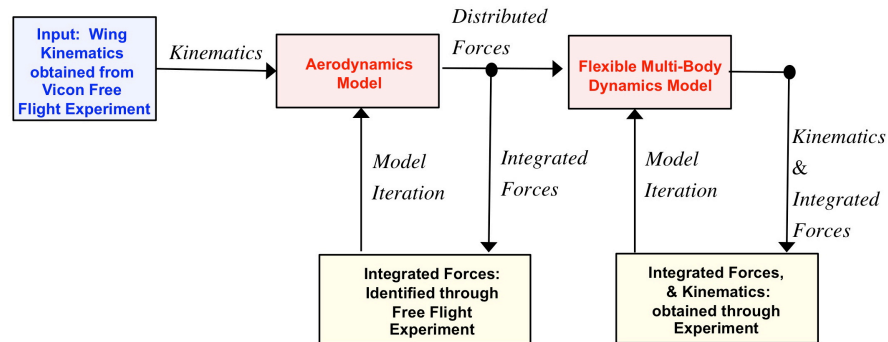 Input: Wing
Kinematics
obtained from
Vicon Free
Flight Experiment
Kinematics
Aerodynamics
Model
Distributed
Forces
Flexible Multi-Body
Dynamics Model
Model
Iteration
Integrated
Forces
Model
Iteration
Kinematics
&
Integrated
Forces
Integrated Forces:
Identified through
Free Flight
Experiment
Integrated Forces,
& Kinematics:
obtained through
Experiment